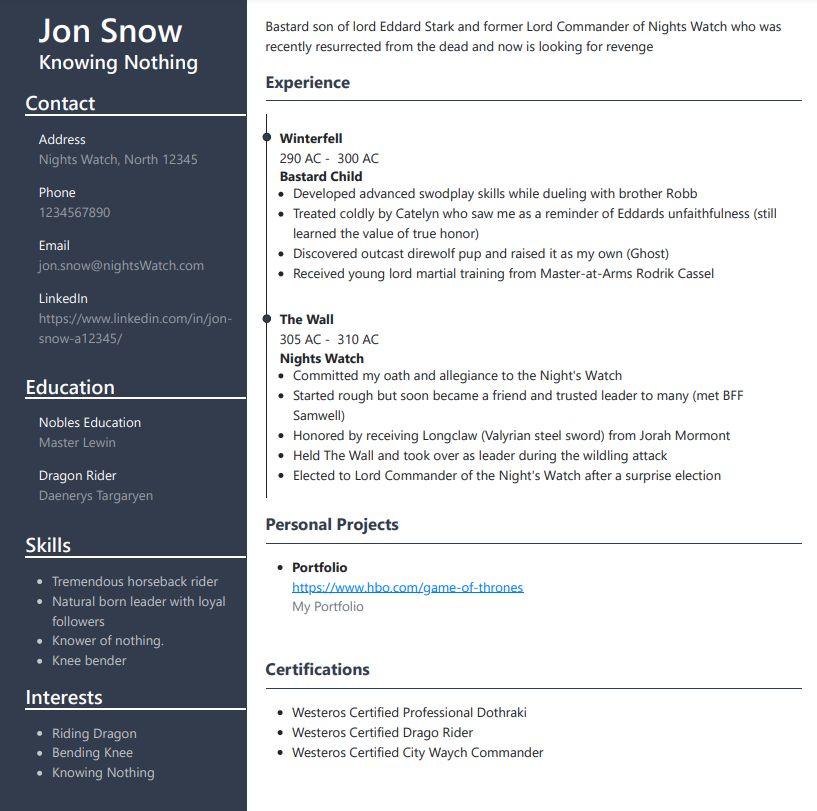 Jon Snow
Knowing Nothing
Contact
Address
Nights Watch, North 12345
Phone
1234567890
Email
jon.snow@nightsWatch.com
LinkedIn
https://www.linkedin.com/in/jon-
snow-a12345/
Education
Nobles Education
Master Lewin
Dragon Rider
Daenerys Targaryen
Skills
Tremendous horseback rider
Natural born leader with loyal
followers
Knower of nothing.
Knee bender
Interests
Riding Dragon
Bending Knee
Knowing Nothing
Bastard son of lord Eddard Stark and former Lord Commander of Nights Watch who was
recently resurrected from the dead and now is looking for revenge
Experience
Winterfell
290 AC - 300 AC
Bastard Child
Developed advanced swodplay skills while dueling with brother Robb
Treated coldly by Catelyn who saw me as a reminder of Eddards unfaithfulness (still
learned the value of true honor)
Discovered outcast direwolf pup and raised it as my own (Ghost)
Received young lord martial training from Master-at-Arms Rodrik Cassel
The Wall
305 AC - 310 AC
Nights Watch
Committed my oath and allegiance to the Night's Watch
Started rough but soon became a friend and trusted leader to many (met BFF
Samwell)
Honored by receiving Longclaw (Valyrian steel sword) from Jorah Mormont
Held The Wall and took over as leader during the wildling attack
Elected to Lord Commander of the Night's Watch after a surprise election
Personal Projects
Portfolio
https://www.hbo.com/game-of-thrones
My Portfolio
Certifications
Westeros Certified Professional Dothraki
Westeros Certified Drago Rider
Westeros Certified City Waych Commander